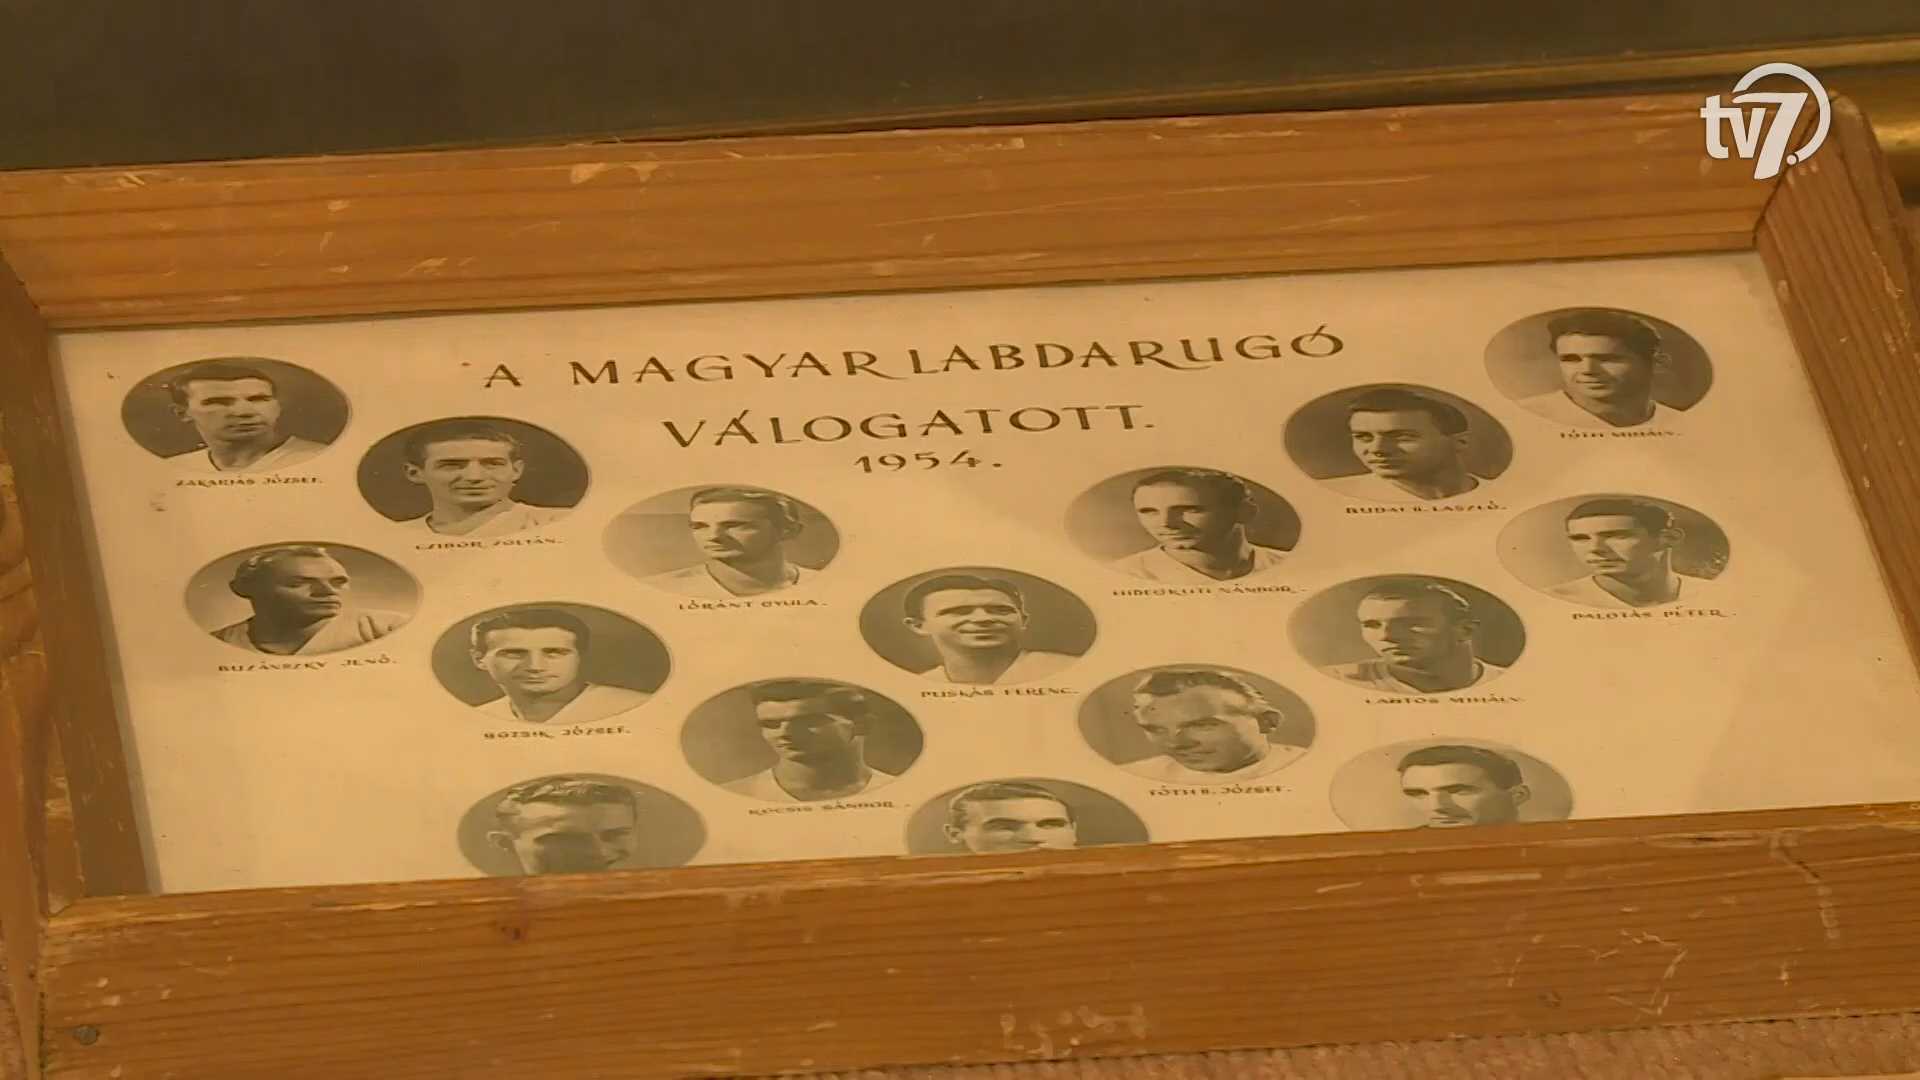 tv7.
A MAGYAR LABDARUGÓ
VÁLOGATOTT.
1954.
TÓTH MIHÁLY.
ZAKARIÁS JÓZSEF.
BUDAI II. LÁSZLÓ.
CZIBOR ZOLTÁN.
HIDEGKUTI NÁNDOR.
LÓRÁNT GYULA.
PALOTÁS PÉTER.
BUZÁNSZKY JENŐ.
PUSKÁS FERENC.
LANTOS MIHÁLY.
BOZSIK JÓZSEF.
TÓTH II. JÓZSEF.
KOCSIS SÁNDOR.